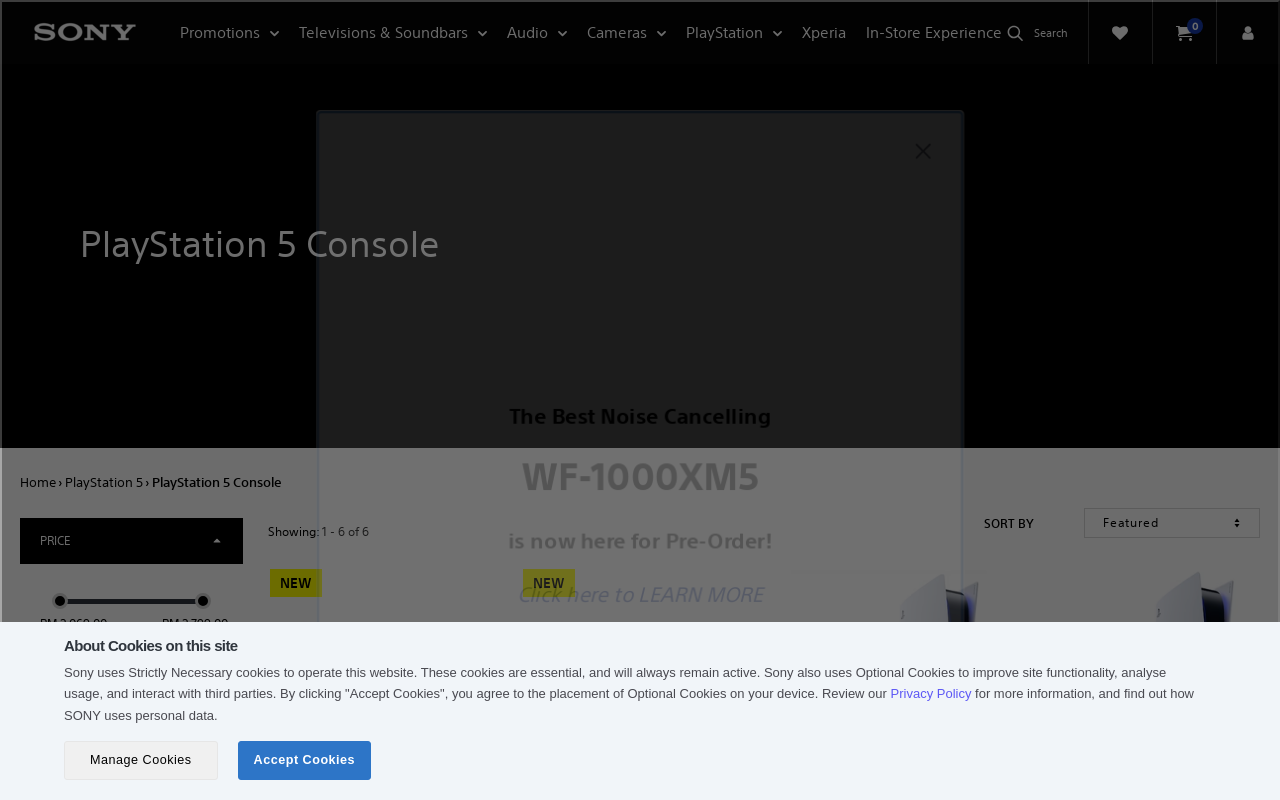 SONY Promotions Televisions & Soundbars Audio Cameras PlayStation Xperia In-Store Experience Search 0
PlayStation 5 Console
The Best Noise Cancelling
WF-1000XM5
Home › PlayStation 5 › PlayStation 5 Console
SORT BY Featured
PRICE
Showing: 1 - 6 of 6
is now here for Pre-Order!
NEW NEW
Click here to LEARN MORE
About Cookies on this site
Sony uses Strictly Necessary cookies to operate this website. These cookies are essential, and will always remain active. Sony also uses Optional Cookies to improve site functionality, analyse
usage, and interact with third parties. By clicking "Accept Cookies", you agree to the placement of Optional Cookies on your device. Review our Privacy Policy for more information, and find out how
SONY uses personal data.
Manage Cookies Accept Cookies